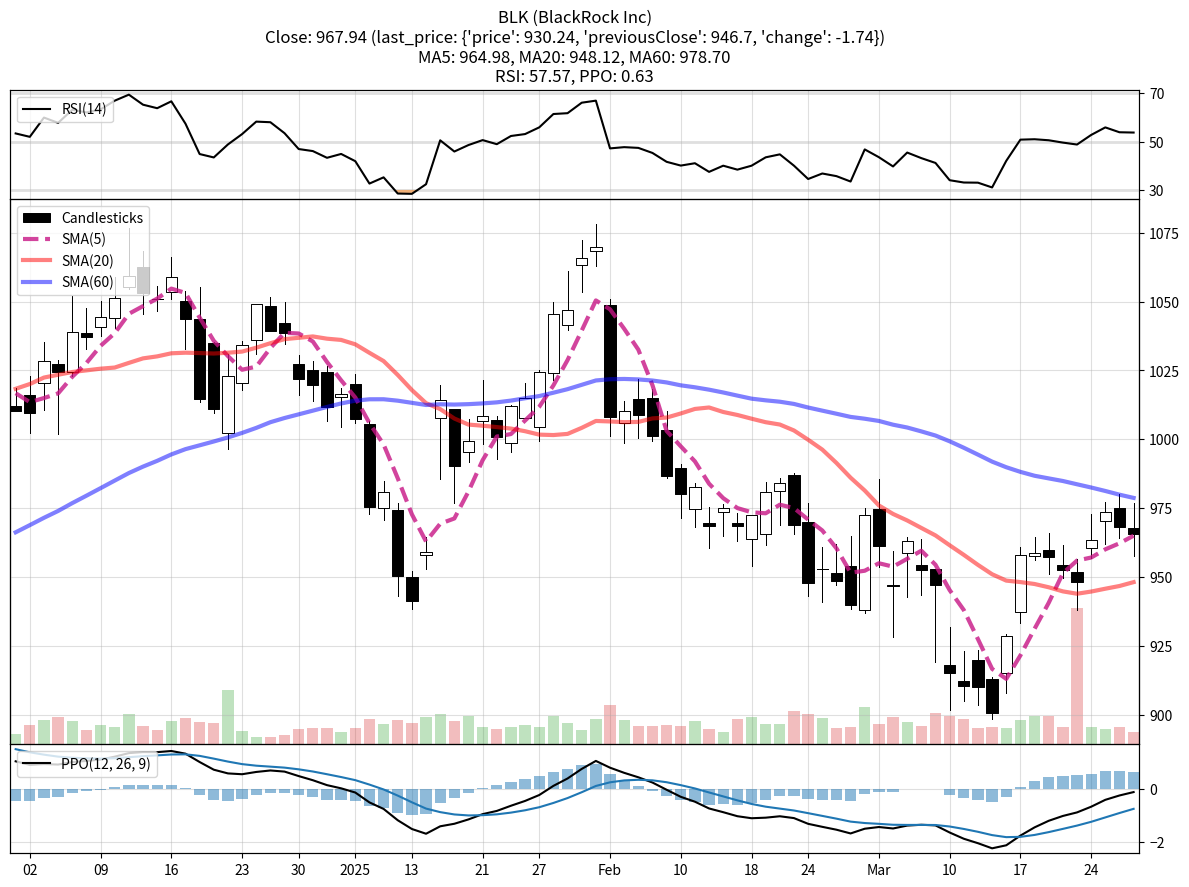 BLK (BlackRock Inc)
Close: 967.94 (last_price: {'price': 930.24, 'previousClose': 946.7, 'change': -1.74})
MA5: 964.98, MA20: 948.12, MA60: 978.70
RSI: 57.57, PPO: 0.63
RSI(14)
70
50
30
Candlesticks
SMA(5)
SMA(20)
SMA(60)
1075
1050
1025
1000
975
950
925
900
PPO(12, 26, 9)
0
−2
02 09 16 23 30 2025 13 21 27 Feb 10 18 24 Mar 10 17 24